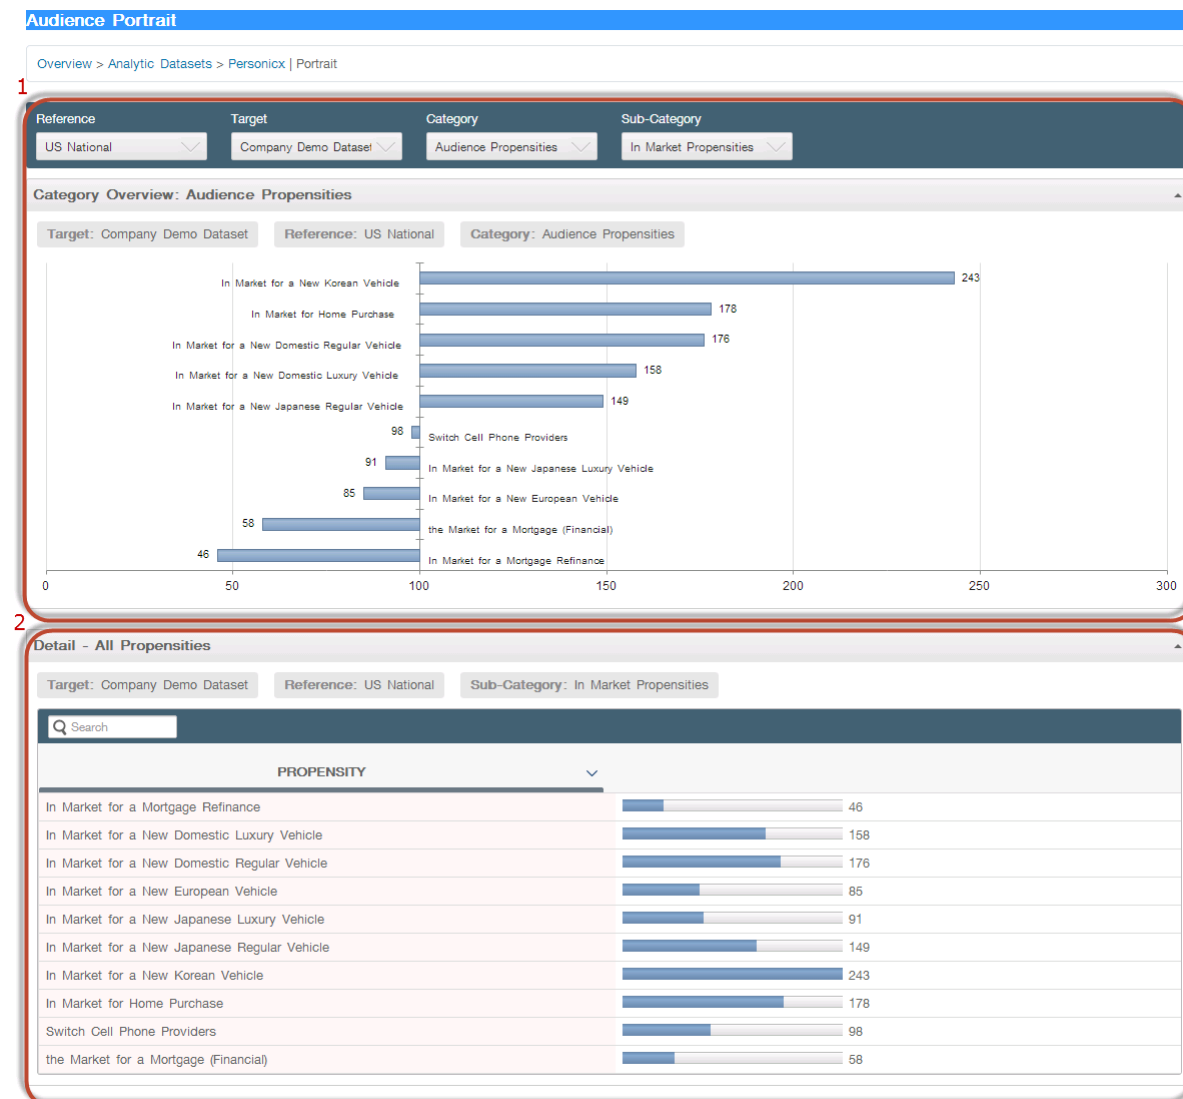 Audience Portrait
Overview > Analytic Datasets > Personicx | Portrait
1
Reference Target Category Sub-Category
US National Company Demo Dataset Audience Propensities In Market Propensities
Category Overview: Audience Propensities
Target: Company Demo Dataset Reference: US National Category: Audience Propensities
In Market for a New Korean Vehicle 243
In Market for Home Purchase 178
In Market for a New Domestic Regular Vehicle 176
In Market for a New Domestic Luxury Vehicle 158
In Market for a New Japanese Regular Vehicle 149
98 Switch Cell Phone Providers
91 In Market for a New Japanese Luxury Vehicle
85 In Market for a New European Vehicle
58 the Market for a Mortgage (Financial)
46 In Market for a Mortgage Refinance
0 50 100 150 200 250 300
2
Detail - All Propensities
Target: Company Demo Dataset Reference: US National Sub-Category: In Market Propensities
Search
PROPENSITY
In Market for a Mortgage Refinance 46
In Market for a New Domestic Luxury Vehicle 158
In Market for a New Domestic Regular Vehicle 176
In Market for a New European Vehicle 85
In Market for a New Japanese Luxury Vehicle 91
In Market for a New Japanese Regular Vehicle 149
In Market for a New Korean Vehicle 243
In Market for Home Purchase 178
Switch Cell Phone Providers 98
the Market for a Mortgage (Financial) 58